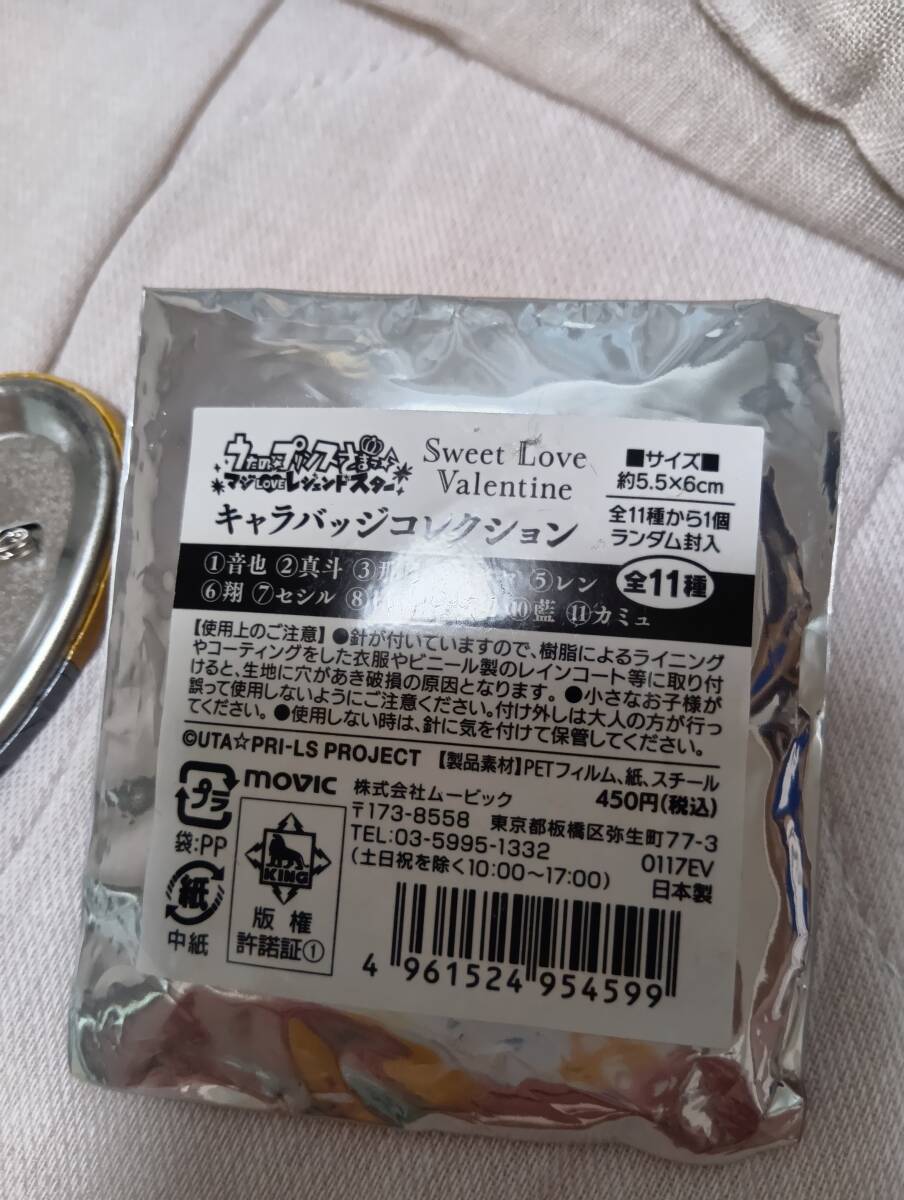 うたの☆プリンスさまっ♪
マジLOVEレジェンドスター
Sweet Love
Valentine
キャラバッジコレクション
■サイズ■
約5.5×6cm
全11種から1個
ランダム封入
①音也 ②真斗 ③ ⑤レン
⑥翔 ⑦セシル ⑧ ⑩藍 ⑪カミュ
全11種
【使用上のご注意】●針が付いていますので、樹脂によるライニング
やコーティングをした衣服やビニール製のレインコート等に取り付
けると、生地に穴があき破損の原因となります。●小さなお子様が
誤って使用しないようにご注意ください。付け外しは大人の方が行っ
てください。●使用しない時は、針に気を付けて保管してください。
©UTA☆PRI-LS PROJECT 【製品素材】PETフィルム、紙、スチール
450円(税込)
プラ
袋:PP
紙
中紙
movic
KING
版権
許諾証①
株式会社ムービック
〒173-8558 東京都板橋区弥生町77-3
TEL:03-5995-1332
(土日祝を除く10:00～17:00)
0117EV
日本製
4 961524 954599